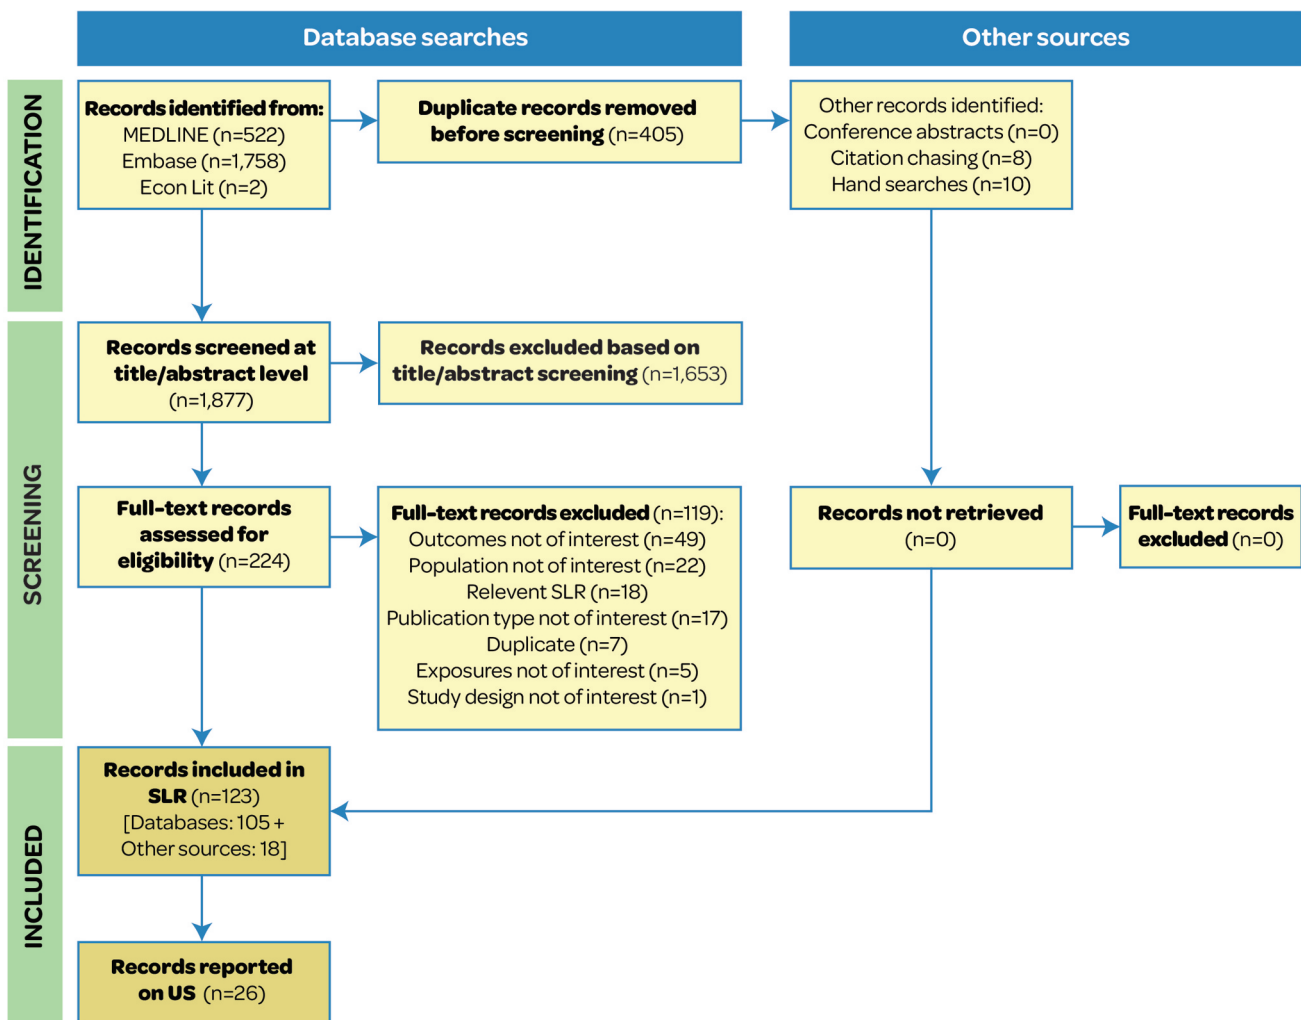 Database searches
Other sources
IDENTIFICATION
Records identified from:
MEDLINE (n=522)
Embase (n=1,758)
Econ Lit (n=2)
Duplicate records removed
before screening (n=405)
Other records identified:
Conference abstracts (n=0)
Citation chasing (n=8)
Hand searches (n=10)
SCREENING
Records screened at
title/abstract level
(n=1,877)
Records excluded based on
title/abstract screening (n=1,653)
Full-text records
assessed for
eligibility (n=224)
Full-text records excluded (n=119):
Outcomes not of interest (n=49)
Population not of interest (n=22)
Relevent SLR (n=18)
Publication type not of interest (n=17)
Duplicate (n=7)
Exposures not of interest (n=5)
Study design not of interest (n=1)
Records not retrieved
(n=0)
Full-text records
excluded (n=0)
INCLUDED
Records included in
SLR (n=123)
[Databases: 105 +
Other sources: 18]
Records reported
on US (n=26)